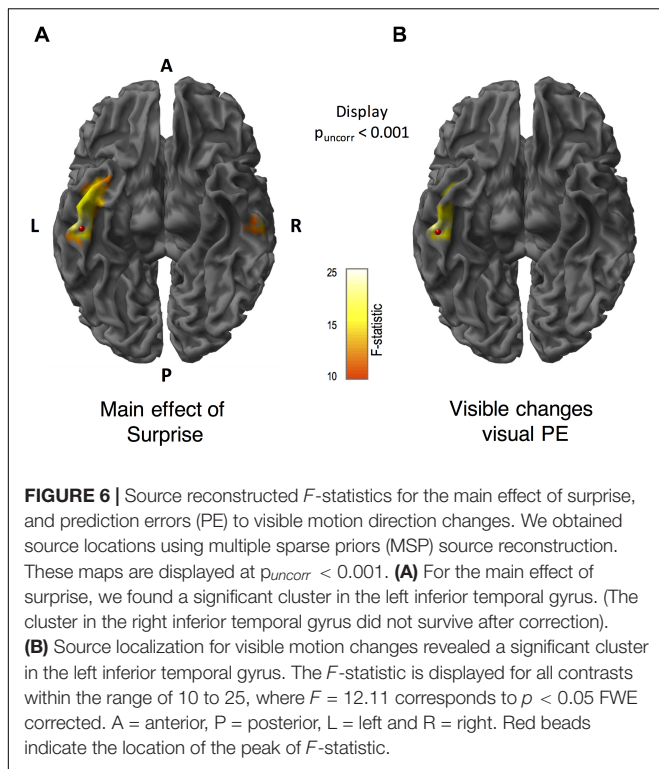 A
B
A
Display
p_uncorr < 0.001
L
R
25
15
10
F-statistic
P
Main effect of
Surprise
Visible changes
visual PE
FIGURE 6 | Source reconstructed F-statistics for the main effect of surprise,
and prediction errors (PE) to visible motion direction changes. We obtained
source locations using multiple sparse priors (MSP) source reconstruction.
These maps are displayed at p_uncorr < 0.001. (A) For the main effect of
surprise, we found a significant cluster in the left inferior temporal gyrus. (The
cluster in the right inferior temporal gyrus did not survive after correction).
(B) Source localization for visible motion changes revealed a significant cluster
in the left inferior temporal gyrus. The F-statistic is displayed for all contrasts
within the range of 10 to 25, where F = 12.11 corresponds to p < 0.05 FWE
corrected. A = anterior, P = posterior, L = left and R = right. Red beads
indicate the location of the peak of F-statistic.